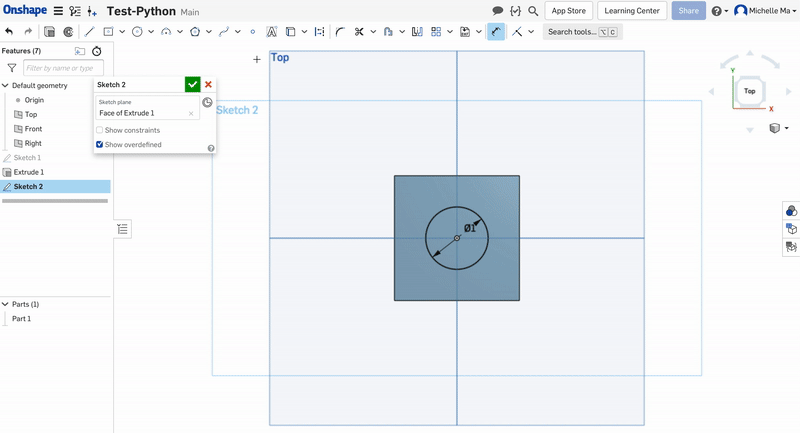 Onshape Test-Python Main App Store Learning Center Share Michelle Ma
Search tools... ⌥ C
Features (7)
Filter by name or type
Default geometry
Origin
Top
Front
Right
Sketch 1
Extrude 1
Sketch 2
Parts (1)
Part 1
Sketch 2
Sketch plane
Face of Extrude 1
Show constraints
Show overdefined
Top
Sketch 2
Ø1
Y
Top
X